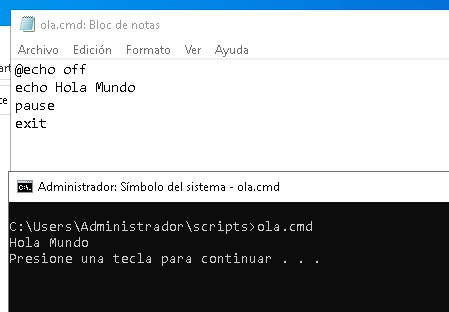 ola.cmd: Bloc de notas
Archivo Edición Formato Ver Ayuda
@echo off
echo Hola Mundo
pause
exit
Administrador: Símbolo del sistema - ola.cmd
C:\Users\Administrador\scripts>ola.cmd
Hola Mundo
Presione una tecla para continuar . . .